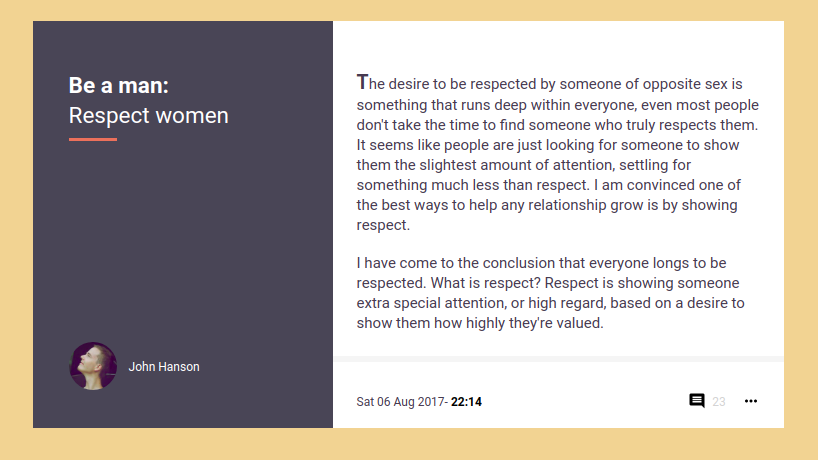 Be a man:
Respect women
John Hanson
The desire to be respected by someone of opposite sex is
something that runs deep within everyone, even most people
don't take the time to find someone who truly respects them.
It seems like people are just looking for someone to show
them the slightest amount of attention, settling for
something much less than respect. I am convinced one of
the best ways to help any relationship grow is by showing
respect.
I have come to the conclusion that everyone longs to be
respected. What is respect? Respect is showing someone
extra special attention, or high regard, based on a desire to
show them how highly they're valued.
Sat 06 Aug 2017- 22:14
23